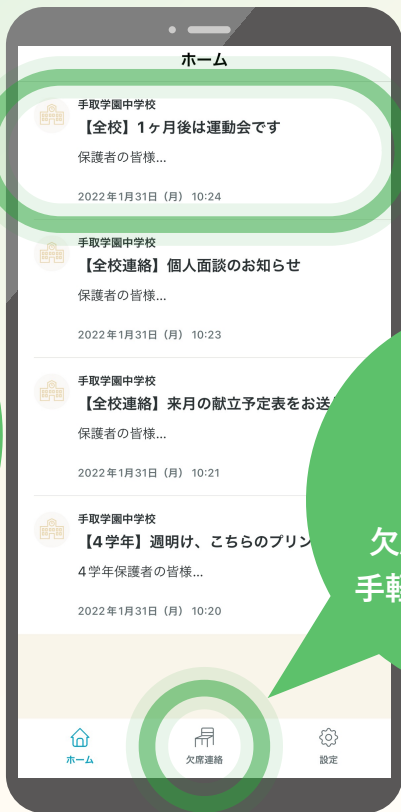 ホーム
手取学園中学校
【全校】1ヶ月後は運動会です
保護者の皆様...
2022年1月31日（月） 10:24
手取学園中学校
【全校連絡】個人面談のお知らせ
保護者の皆様...
2022年1月31日（月） 10:23
手取学園中学校
【全校連絡】来月の献立予定表をお送
保護者の皆様...
2022年1月31日（月） 10:21
手取学園中学校
【4学年】週明け、こちらのプリン
4学年保護者の皆様...
2022年1月31日（月） 10:20
欠
手軽
ホーム
欠席連絡
設定